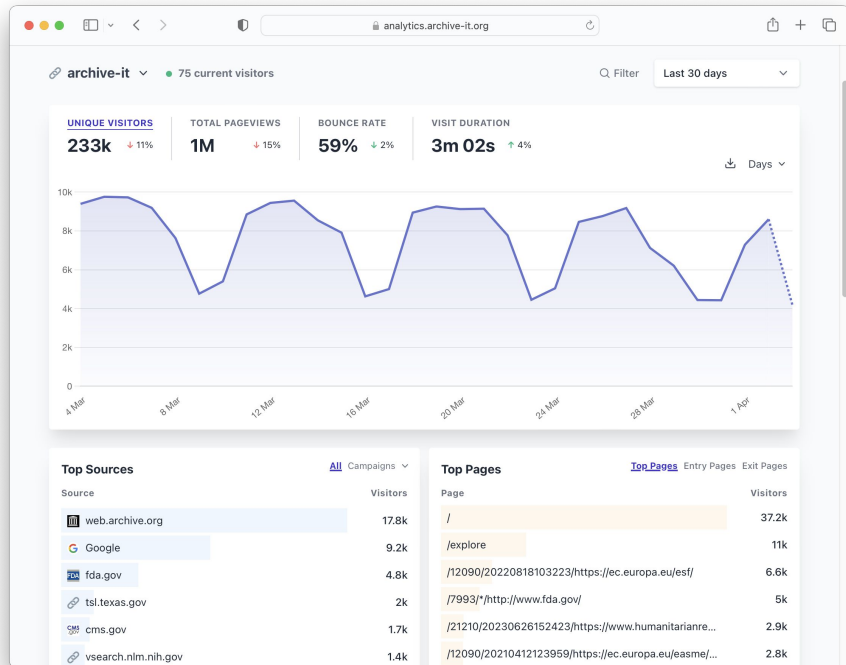 analytics.archive-it.org
archive-it 75 current visitors Filter Last 30 days
UNIQUE VISITORS TOTAL PAGEVIEWS BOUNCE RATE VISIT DURATION
233k ↓ 11% 1M ↓ 15% 59% ↓ 2% 3m 02s ↑ 4%
Days
10k
8k
6k
4k
2k
0
4 Mar 8 Mar 12 Mar 16 Mar 20 Mar 24 Mar 28 Mar 1 Apr
Top Sources All Campaigns
Source Visitors
web.archive.org 17.8k
Google 9.2k
FDA fda.gov 4.8k
tsl.texas.gov 2k
CMS GOV cms.gov 1.7k
vsearch.nlm.nih.gov 1.4k
Top Pages Top Pages Entry Pages Exit Pages
Page Visitors
/ 37.2k
/explore 11k
/12090/20220818103223/https://ec.europa.eu/esf/ 6.6k
/7993/*/http://www.fda.gov/ 5k
/21210/20230626152423/https://www.humanitarianre... 2.9k
/12090/20210412123959/https://ec.europa.eu/easme/... 2.8k